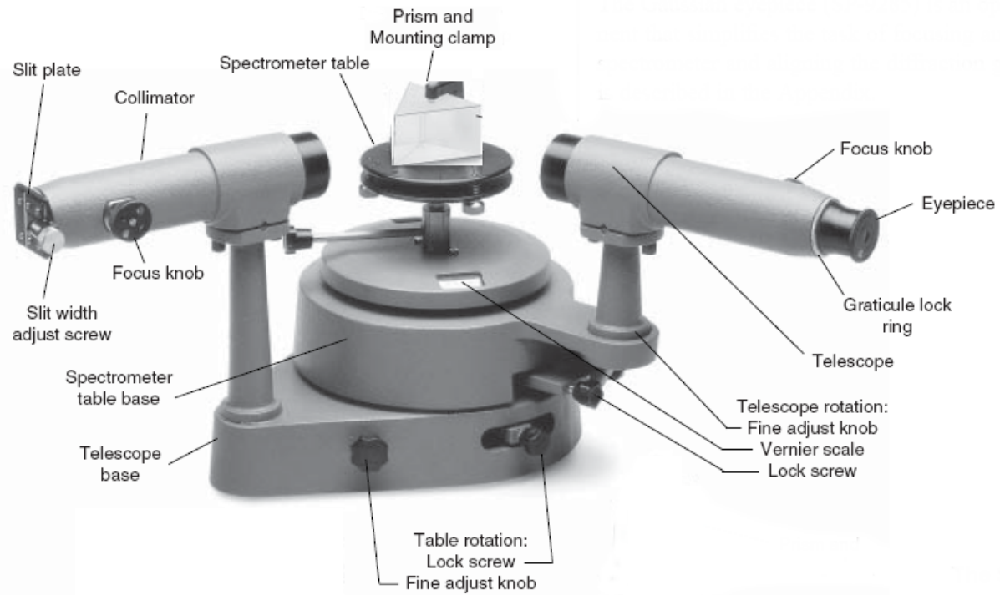 Prism and
Mounting clamp
Spectrometer table
Slit plate
Collimator
Focus knob
Eyepiece
Focus knob
Slit width
adjust screw
Graticule lock
ring
Telescope
Spectrometer
table base
Telescope rotation:
Fine adjust knob
Vernier scale
Lock screw
Telescope
base
Table rotation:
Lock screw
Fine adjust knob